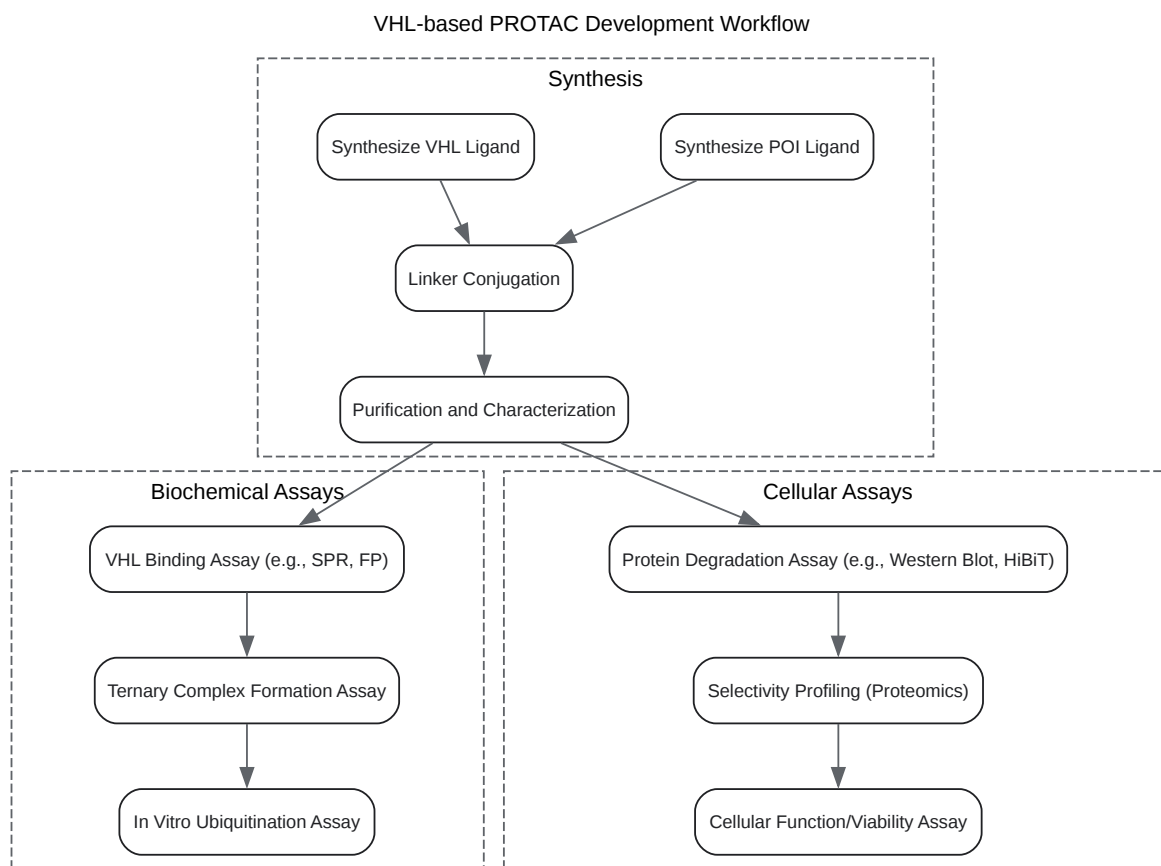 VHL-based PROTAC Development Workflow
Synthesis
Synthesize VHL Ligand
Synthesize POI Ligand
Linker Conjugation
Purification and Characterization
Biochemical Assays
Cellular Assays
VHL Binding Assay (e.g., SPR, FP)
Protein Degradation Assay (e.g., Western Blot, HiBiT)
Ternary Complex Formation Assay
Selectivity Profiling (Proteomics)
In Vitro Ubiquitination Assay
Cellular Function/Viability Assay